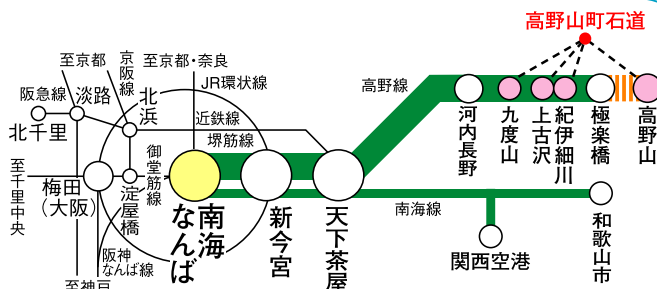 高野山町石道
至京都
京阪線
至京都・奈良
JR環状線
阪急線
淡路
北浜
近鉄線
高野線
北千里
堺筋線
御堂筋線
至千里中央
梅田
（大阪）
淀屋橋
南海
なんば
新今宮
天下茶屋
河内長野
九度山
上古沢
紀伊細川
極楽橋
高野山
南海線
関西空港
和歌山市
阪神
なんば線
至神戸